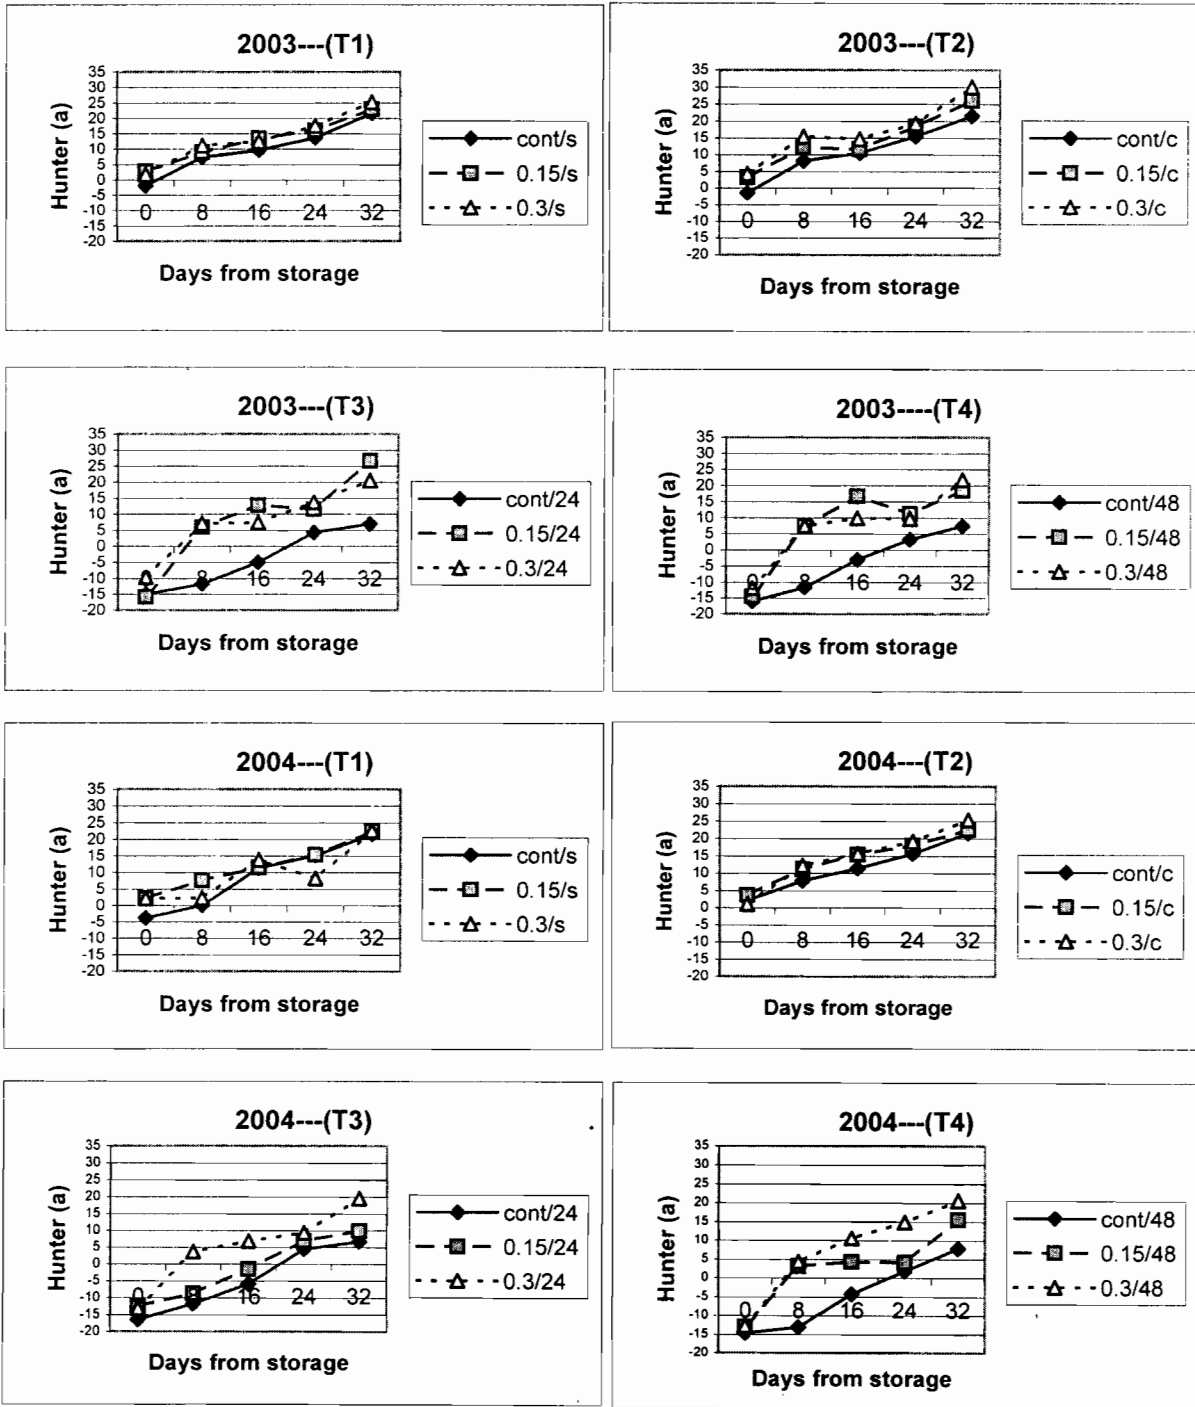 2003---(T1)
35
30
25
20
15
10
5
0
-5
-10
-15
-20
Hunter (a)
0 8 16 24 32
Days from storage
cont/s
0.15/s
0.3/s
2003---(T2)
35
30
25
20
15
10
5
0
-5
-10
-15
-20
Hunter (a)
0 8 16 24 32
Days from storage
cont/c
0.15/c
0.3/c
2003---(T3)
35
30
25
20
15
10
5
0
-5
-10
-15
-20
Hunter (a)
0 8 16 24 32
Days from storage
cont/24
0.15/24
0.3/24
2003----(T4)
35
30
25
20
15
10
5
0
-5
-10
-15
-20
Hunter (a)
0 8 16 24 32
Days from storage
cont/48
0.15/48
0.3/48
2004---(T1)
35
30
25
20
15
10
5
0
-5
-10
-15
-20
Hunter (a)
0 8 16 24 32
Days from storage
cont/s
0.15/s
0.3/s
2004---(T2)
35
30
25
20
15
10
5
0
-5
-10
-15
-20
Hunter (a)
0 8 16 24 32
Days from storage
cont/c
0.15/c
0.3/c
2004---(T3)
35
30
25
20
15
10
5
0
-5
-10
-15
-20
Hunter (a)
0 8 16 24 32
Days from storage
cont/24
0.15/24
0.3/24
2004---(T4)
35
30
25
20
15
10
5
0
-5
-10
-15
-20
Hunter (a)
0 8 16 24 32
Days from storage
cont/48
0.15/48
0.3/48